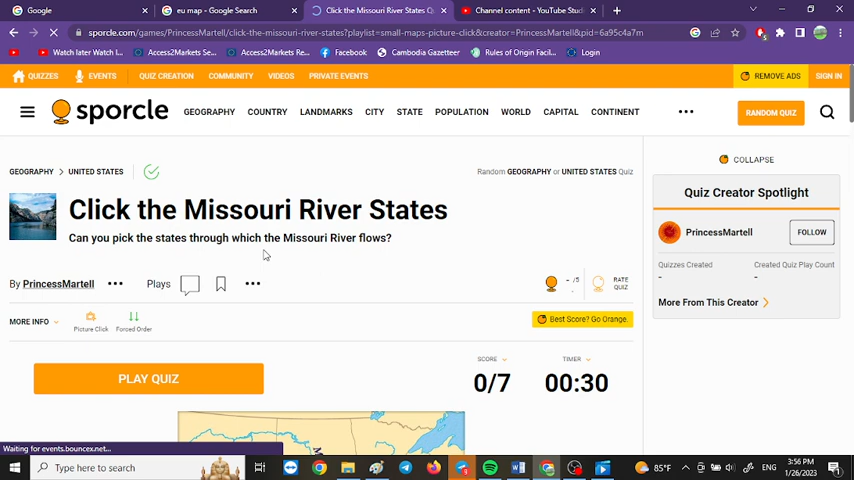 Google
eu map - Google Search
Click the Missouri River States Q
Channel content - YouTube Stud
sporcle.com/games/PrincessMartell/click-the-missouri-river-states?playlist=small-maps-picture-click&creator=PrincessMartell&pid=6a95c4a7m
Watch later Watch l...
Access2Markets Se...
Access2Markets Re...
Facebook
Cambodia Gazetteer
Rules of Origin Facil...
Login
QUIZZES
EVENTS
QUIZ CREATION
COMMUNITY
VIDEOS
PRIVATE EVENTS
REMOVE ADS
SIGN IN
sporcle
GEOGRAPHY
COUNTRY
LANDMARKS
CITY
STATE
POPULATION
WORLD
CAPITAL
CONTINENT
RANDOM QUIZ
COLLAPSE
GEOGRAPHY > UNITED STATES
Random GEOGRAPHY or UNITED STATES Quiz
Click the Missouri River States
Can you pick the states through which the Missouri River flows?
Quiz Creator Spotlight
PrincessMartell
FOLLOW
Quizzes Created
Created Quiz Play Count
-
-
More From This Creator
By PrincessMartell
Plays
- /5
RATE QUIZ
MORE INFO
Picture Click
Forced Order
Best Score? Go Orange.
PLAY QUIZ
SCORE
0/7
TIMER
00:30
Waiting for events.bouncex.net...
Type here to search
85°F
ENG
3:56 PM
1/26/2023